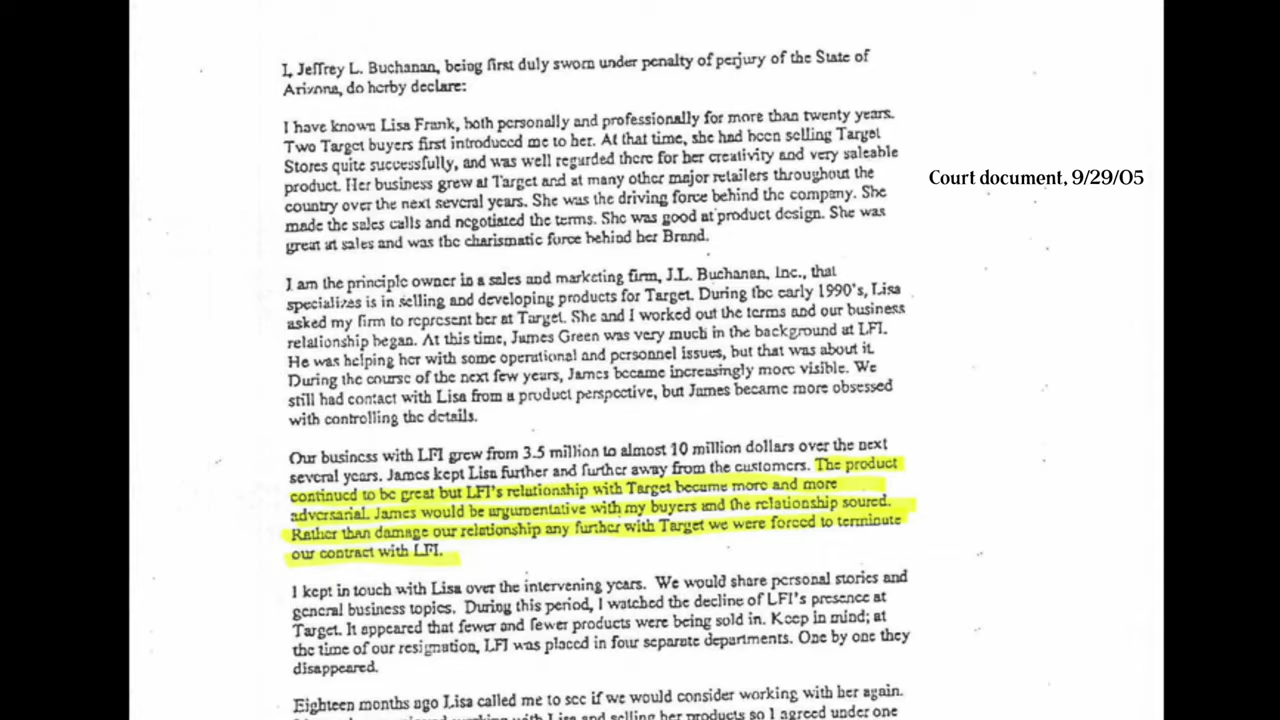 I, Jeffrey L. Buchanan, being first duly sworn under penalty of perjury of the State of
Arizona, do herby declare:
I have known Lisa Frank, both personally and professionally for more than twenty years.
Two Target buyers first introduced me to her. At that time, she had been selling Target
Stores quite successfully, and was well regarded there for her creativity and very saleable
product. Her business grew at Target and at many other major retailers throughout the
country over the next several years. She was the driving force behind the company. She
made the sales calls and negotiated the terms. She was good at product design. She was
great at sales and was the charismatic force behind her Brand.
Court document, 9/29/05
I am the principle owner in a sales and marketing firm, J.L. Buchanan, Inc., that
specializes is in selling and developing products for Target. During the early 1990's, Lisa
asked my firm to represent her at Target. She and I worked out the terms and our business
relationship began. At this time, James Green was very much in the background at LFI.
He was helping her with some operational and personnel issues, but that was about it.
During the course of the next few years, James became increasingly more visible. We
still had contact with Lisa from a product perspective, but James became more obsessed
with controlling the details.
Our business with LFI grew from 3.5 million to almost 10 million dollars over the next
several years. James kept Lisa further and further away from the customers. The product
continued to be great but LFI's relationship with Target became more and more
adversarial. James would be argumentative with my buyers and the relationship soured.
Rather than damage our relationship any further with Target we were forced to terminate
our contract with LFI.
I kept in touch with Lisa over the intervening years. We would share personal stories and
general business topics. During this period, I watched the decline of LFI's presence at
Target. It appeared that fewer and fewer products were being sold in. Keep in mind; at
the time of our resignation, LFI was placed in four separate departments. One by one they
disappeared.
Eighteen months ago Lisa called me to see if we would consider working with her again.
working with Lisa and selling her products so I agreed under one